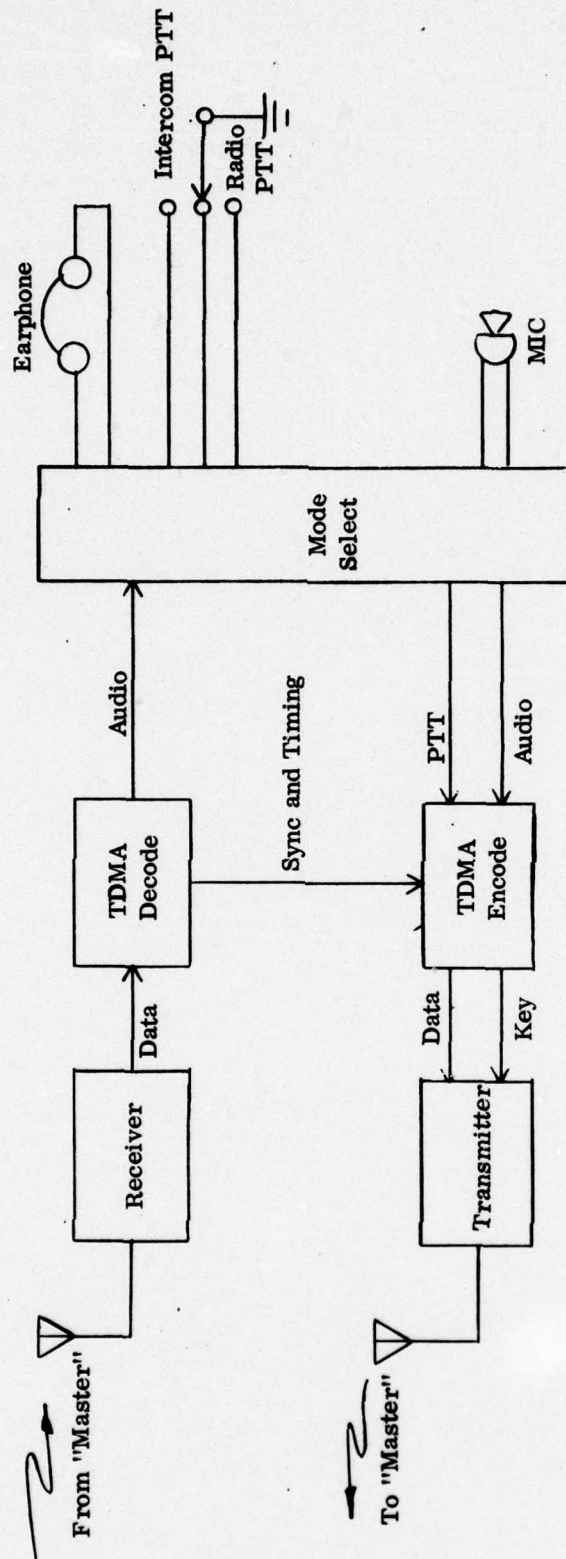 From "Master"
Receiver
Data
TDMA
Decode
Audio
Earphone
Intercom PTT
Radio
PTT
Mode
Select
Sync and Timing
To "Master"
Transmitter
Data
Key
TDMA
Encode
PTT
Audio
MIC